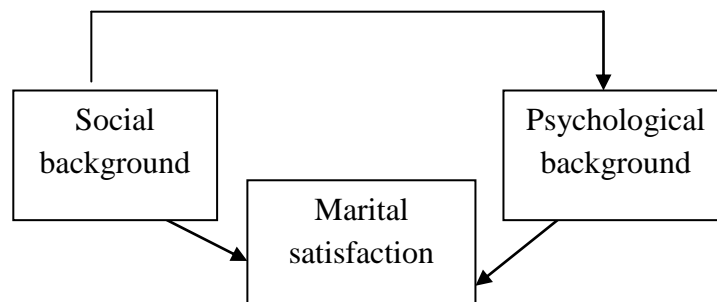 Social
background
Psychological
background
Marital
satisfaction